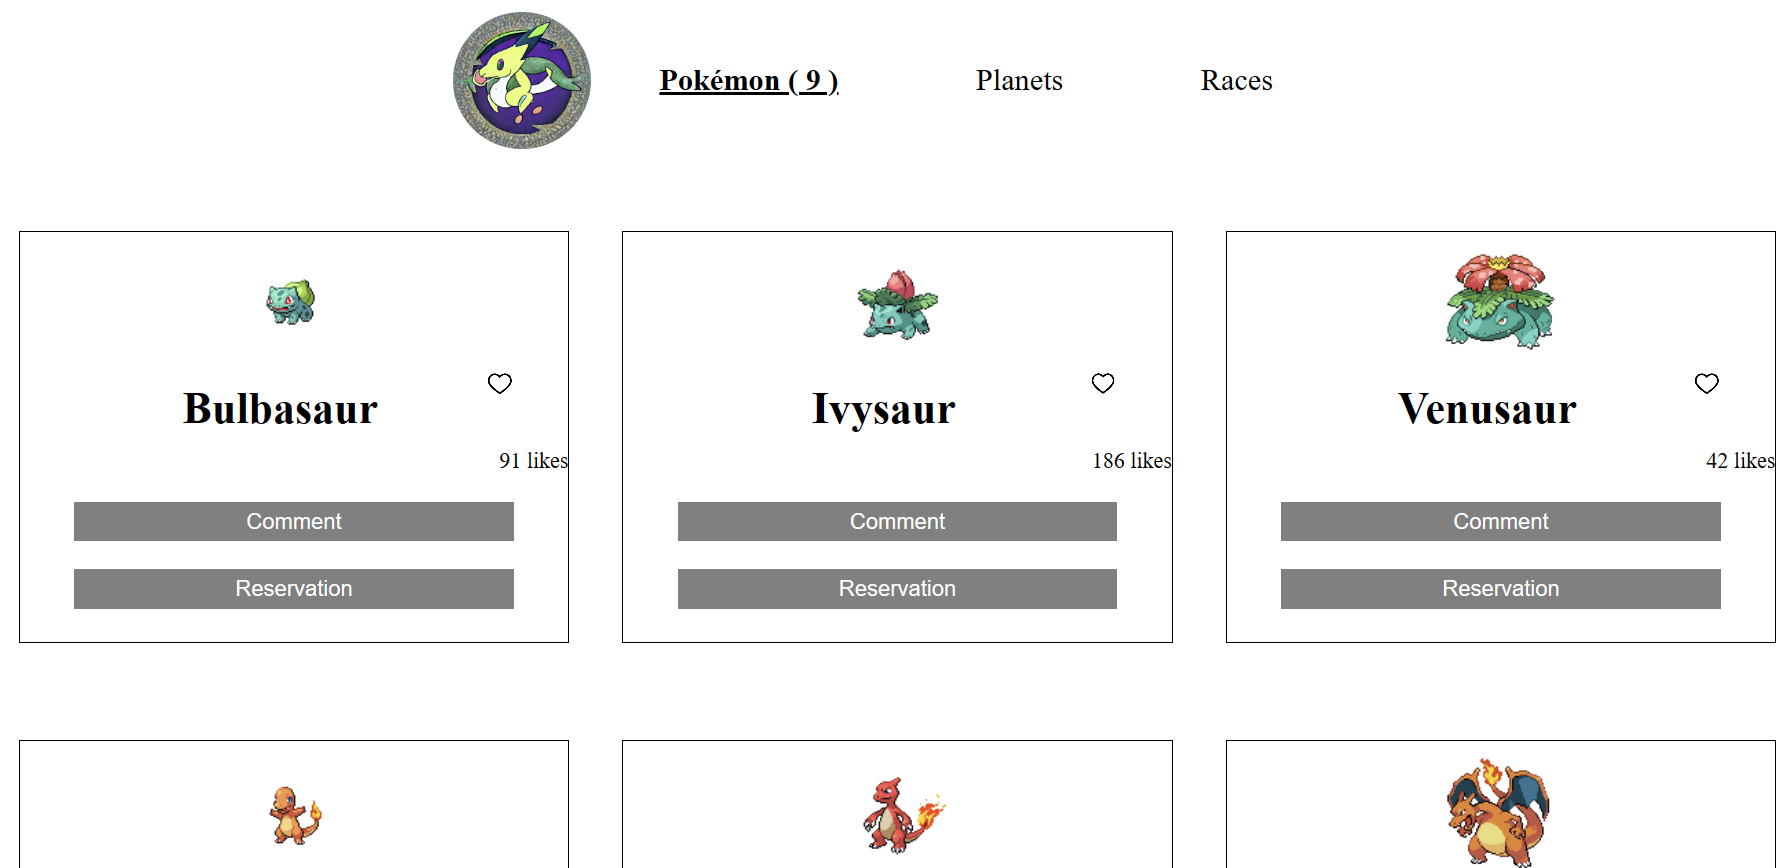 Pokémon ( 9 ) Planets Races
Bulbasaur
91 likes
Comment
Reservation
Ivysaur
186 likes
Comment
Reservation
Venusaur
42 likes
Comment
Reservation